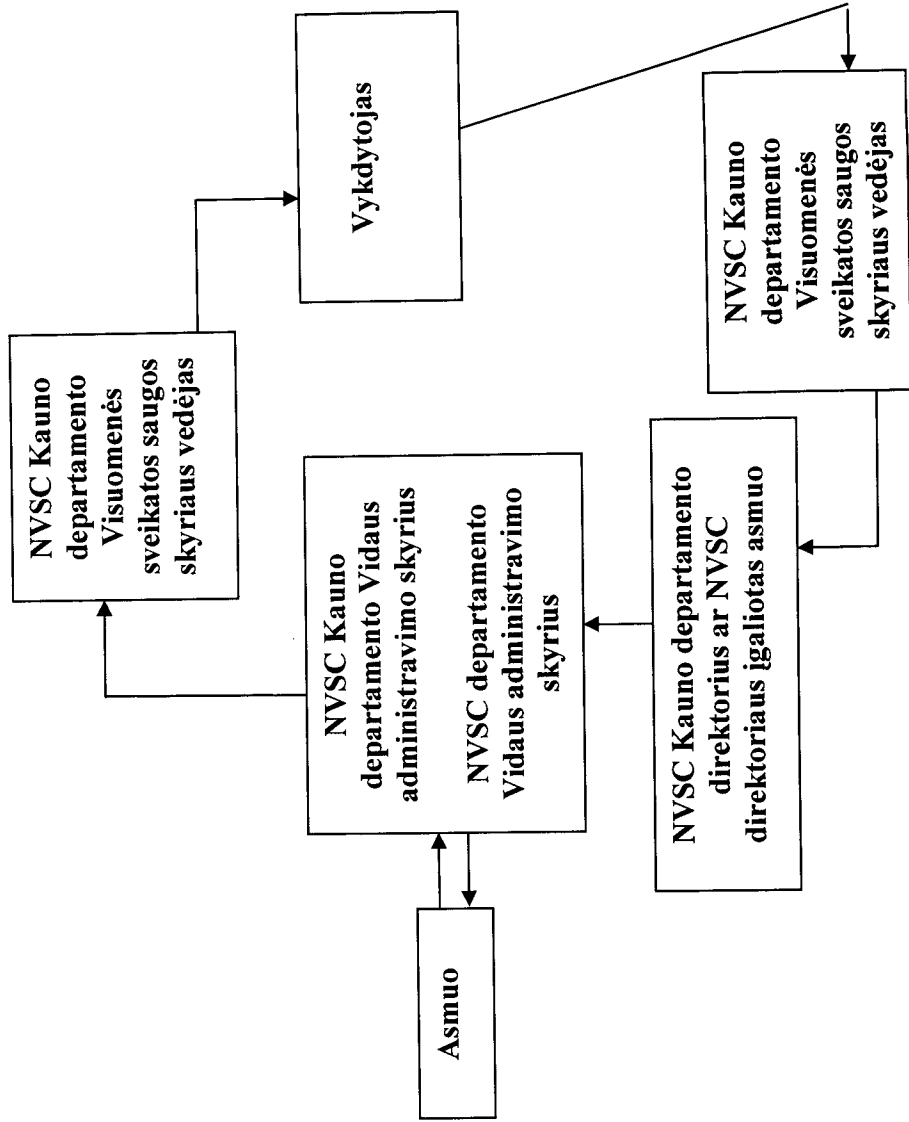 NVSC Kauno
departamento
Visuomenės
sveikatos saugos
skyriaus vedėjas
Asmuo
NVSC Kauno
departamento Vidaus
administravimo skyrius
NVSC departamento
Vidaus administravimo
skyrius
Vykdytojas
NVSC Kauno departamento
direktorius ar NVSC
direktoriaus įgaliotas asmuo
NVSC Kauno
departamento
Visuomenės
sveikatos saugos
skyriaus vedėjas